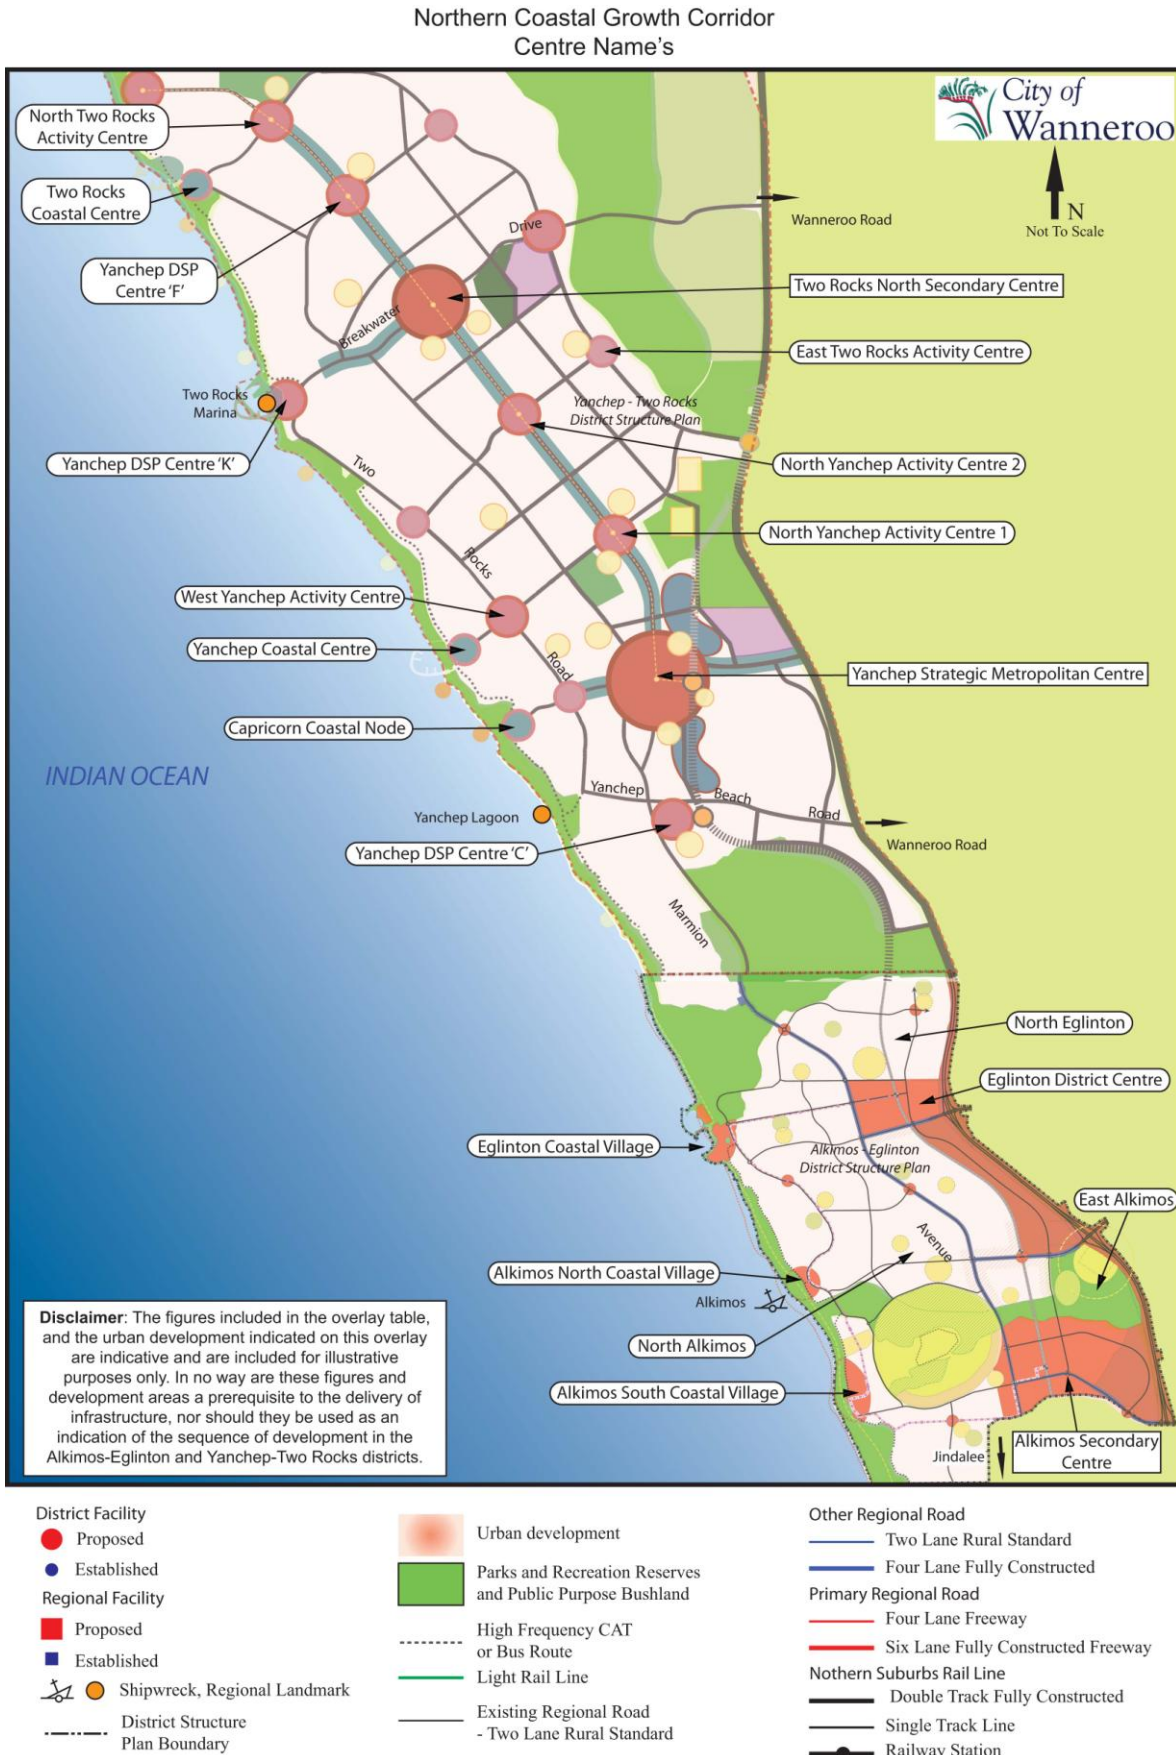 Northern Coastal Growth Corridor
Centre Name's
City of
Wanneroo
N
Not To Scale
North Two Rocks
Activity Centre
Two Rocks
Coastal Centre
Yanchep DSP
Centre 'F'
Drive
Wanneroo Road
Two Rocks North Secondary Centre
Breakwater
East Two Rocks Activity Centre
Two Rocks
Marina
Yanchep - Two Rocks
District Structure Plan
Yanchep DSP Centre 'K'
Two
North Yanchep Activity Centre 2
North Yanchep Activity Centre 1
Rocks
West Yanchep Activity Centre
Yanchep Coastal Centre
Road
Yanchep Strategic Metropolitan Centre
Capricorn Coastal Node
INDIAN OCEAN
Yanchep
Beach
Road
Yanchep Lagoon
Wanneroo Road
Yanchep DSP Centre 'C'
Marmion
North Eglinton
Eglinton District Centre
Eglinton Coastal Village
Alkimos - Eglinton
District Structure Plan
East Alkimos
Avenue
Alkimos North Coastal Village
Alkimos
North Alkimos
Alkimos South Coastal Village
Jindalee
Alkimos Secondary
Centre
Disclaimer: The figures included in the overlay table,
and the urban development indicated on this overlay
are indicative and are included for illustrative
purposes only. In no way are these figures and
development areas a prerequisite to the delivery of
infrastructure, nor should they be used as an
indication of the sequence of development in the
Alkimos-Eglinton and Yanchep-Two Rocks districts.
District Facility
Proposed
Established
Regional Facility
Proposed
Established
Shipwreck, Regional Landmark
District Structure
Plan Boundary
Urban development
Parks and Recreation Reserves
and Public Purpose Bushland
High Frequency CAT
or Bus Route
Light Rail Line
Existing Regional Road
- Two Lane Rural Standard
Other Regional Road
Two Lane Rural Standard
Four Lane Fully Constructed
Primary Regional Road
Four Lane Freeway
Six Lane Fully Constructed Freeway
Nothern Suburbs Rail Line
Double Track Fully Constructed
Single Track Line
Railway Station